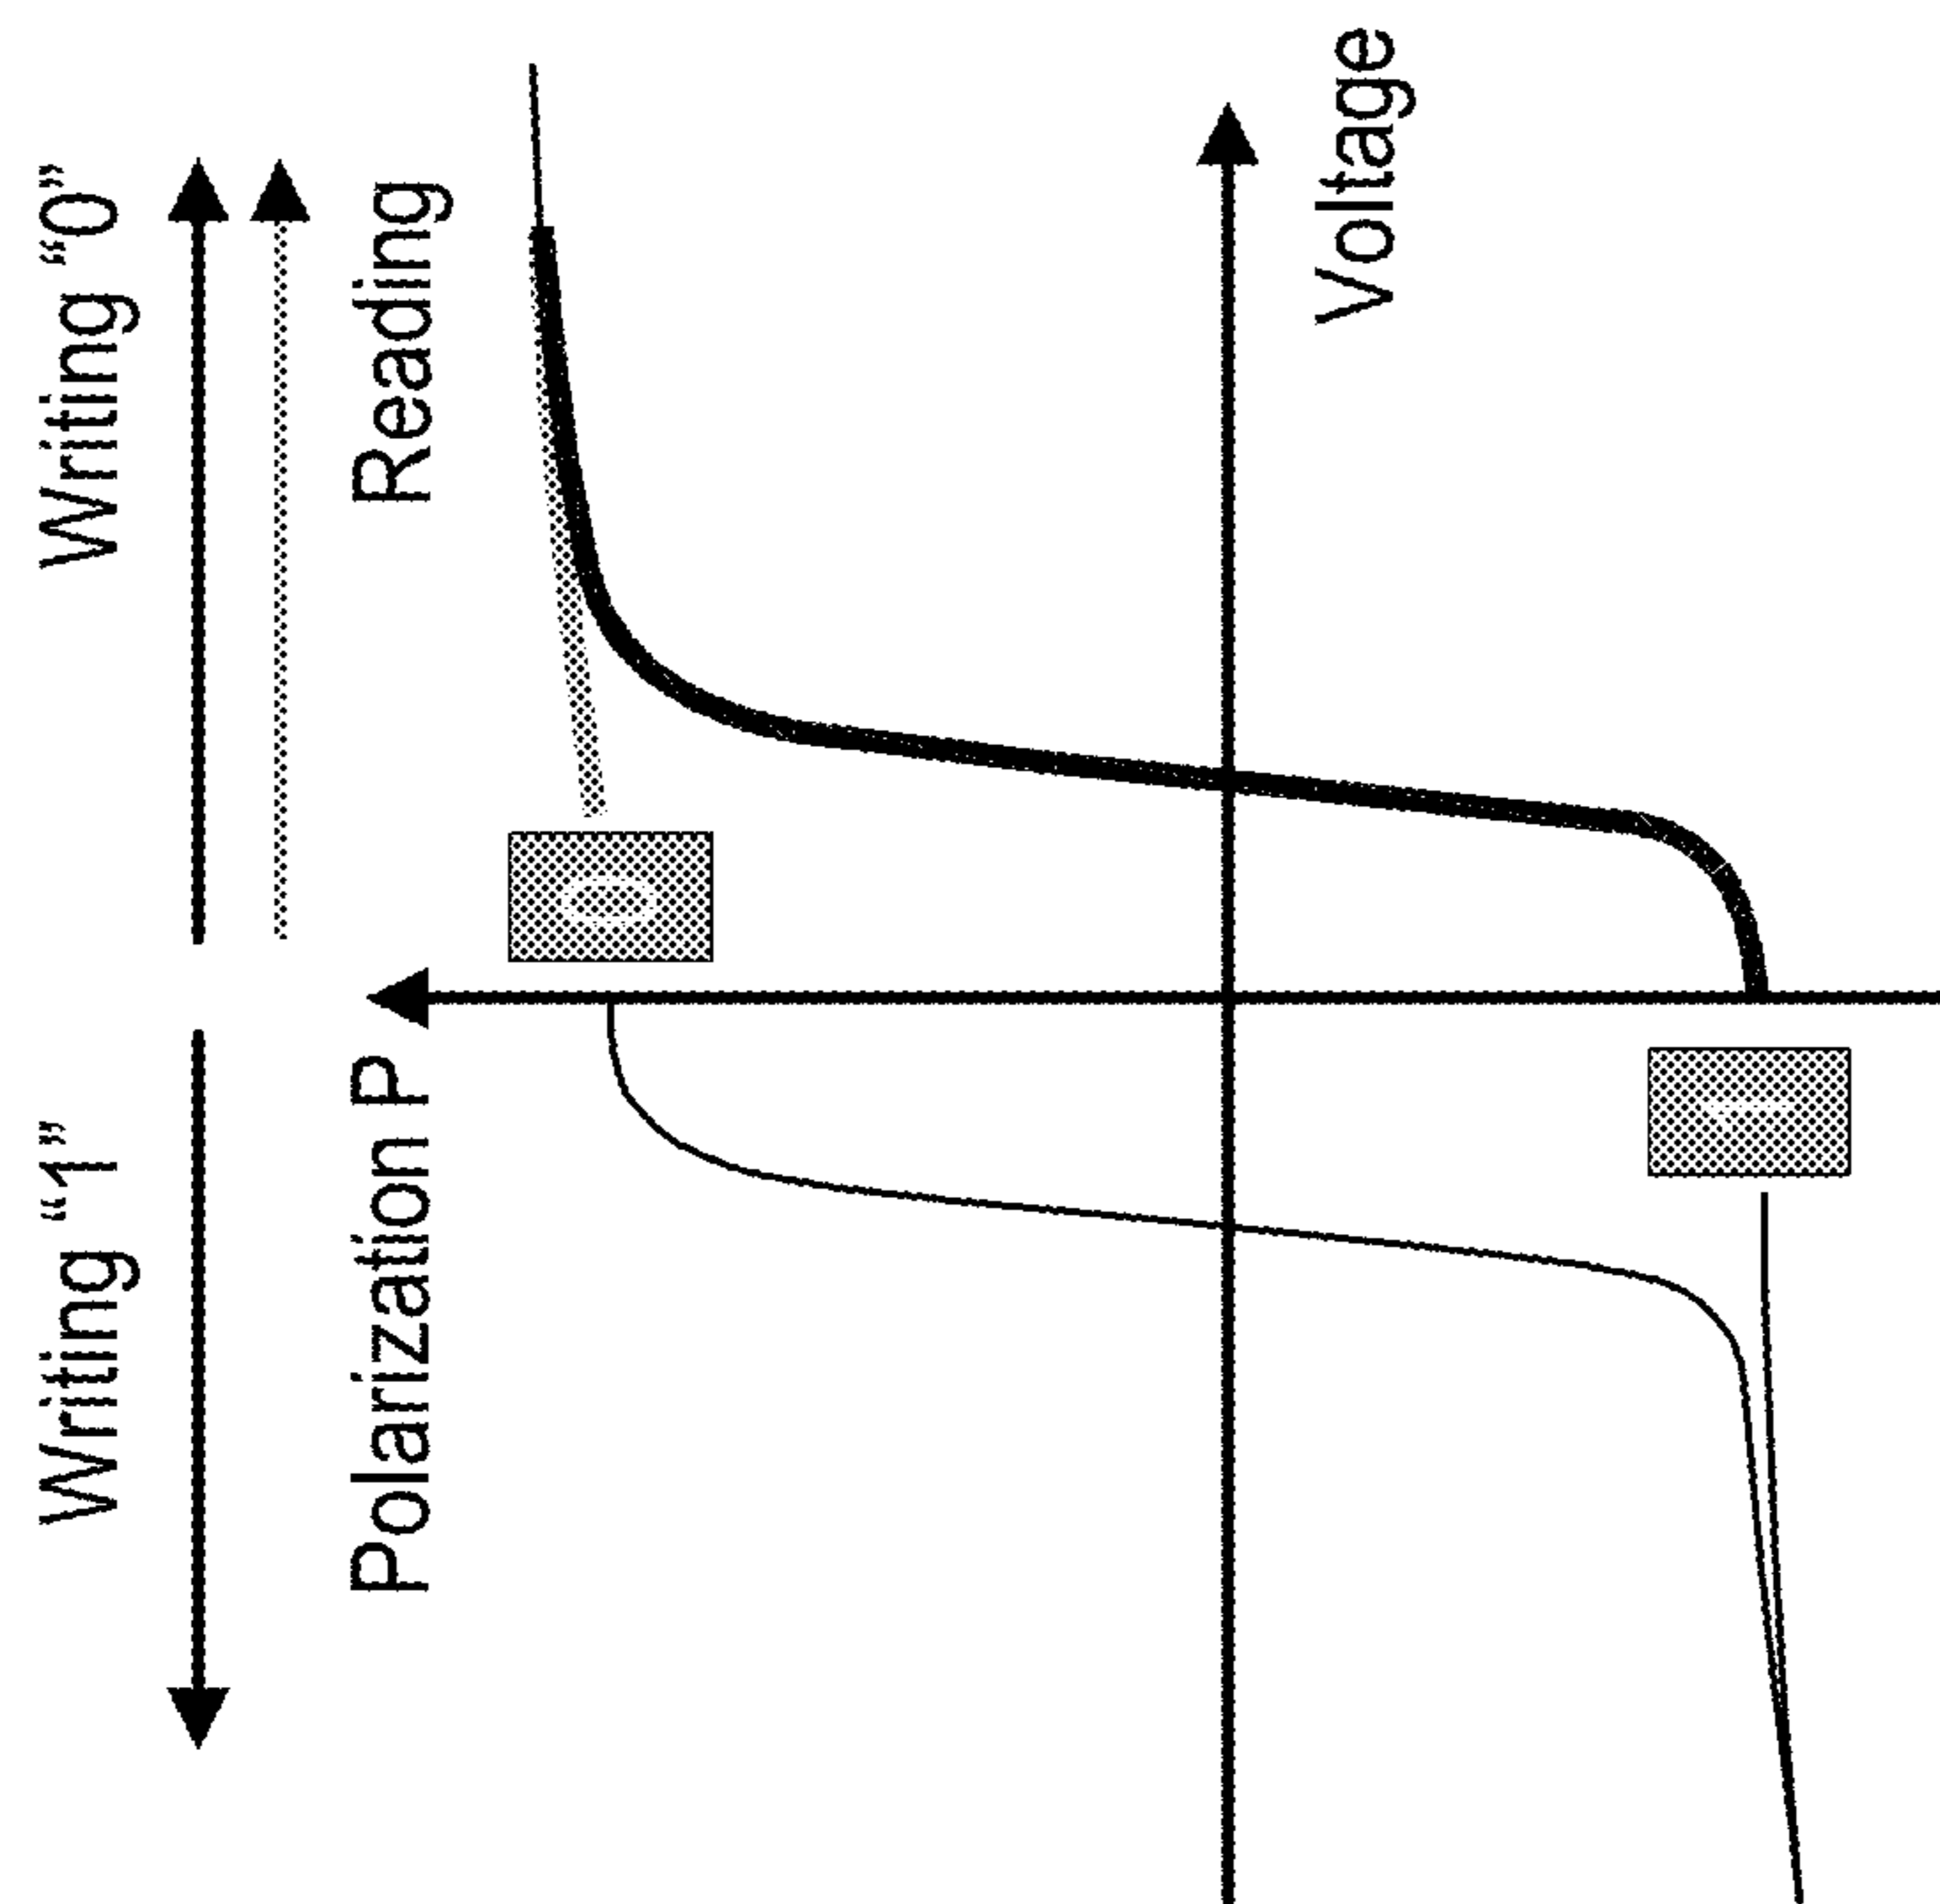 Writing “1”
Writing “0”
Polarization P
Reading
0
1
Voltage